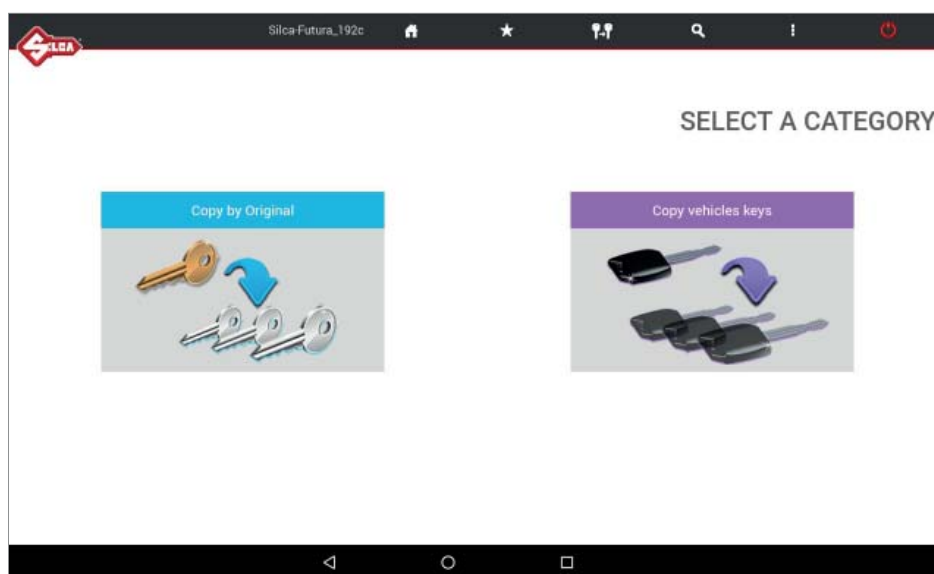 SILCA
Silca-Futura_192c
SELECT A CATEGORY
Copy by Original
Copy vehicles keys